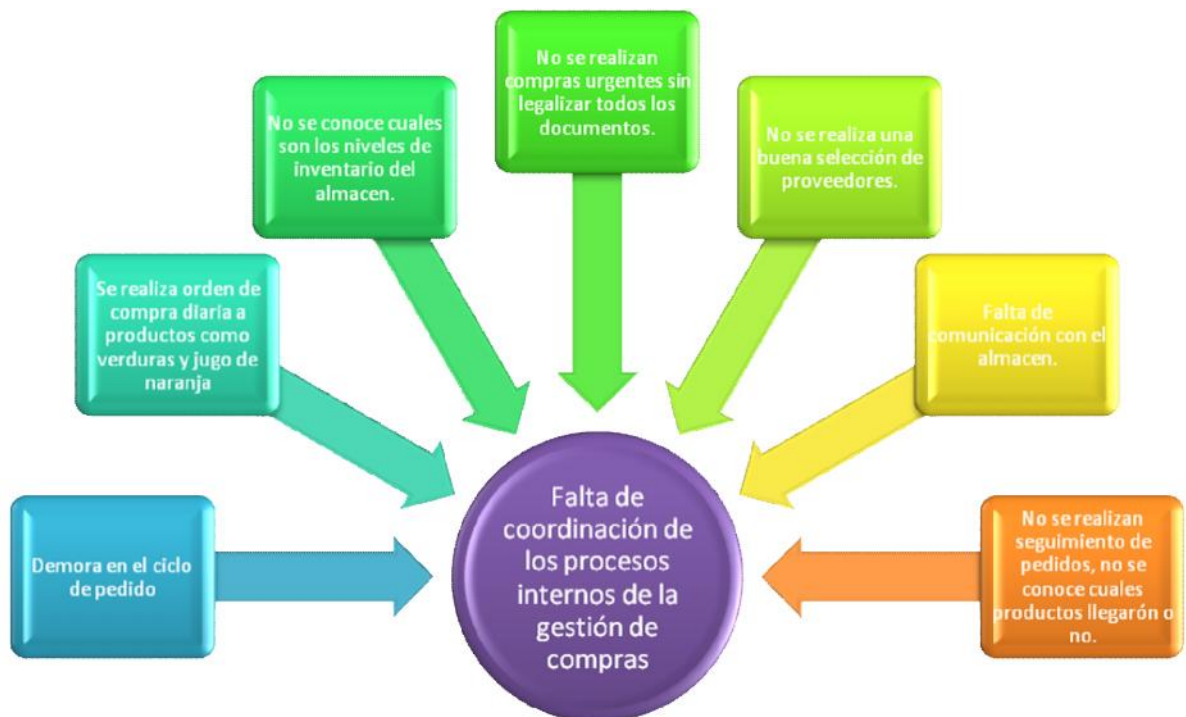 Demora en el ciclo
de pedido
Se realiza orden de
compra diaria a
productos como
verduras y jugo de
naranja
No se conoce cuales
son los niveles de
inventario del
almacen.
No se realizan
compras urgentes sin
legalizar todos los
documentos.
No se realiza una
buena selección de
proveedores.
Falta de
comunicación con el
almacen.
No se realizan
seguimiento de
pedidos, no se
conoce cuales
productos llegarón o
no.
Falta de
coordinación de
los procesos
internos de la
gestión de
compras